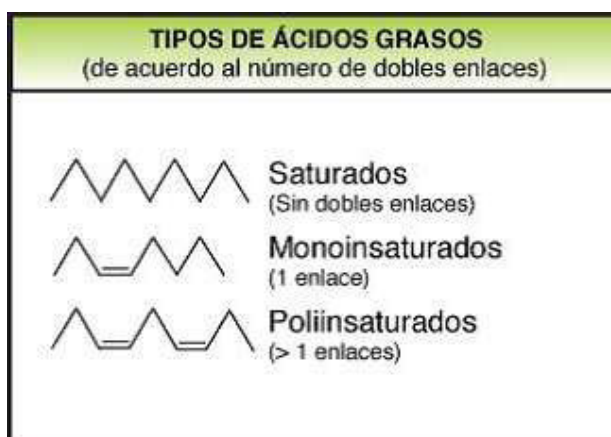 TIPOS DE ÁCIDOS GRASOS
(de acuerdo al número de dobles enlaces)
Saturados
(Sin dobles enlaces)
Monoinsaturados
(1 enlace)
Poliinsaturados
(> 1 enlaces)